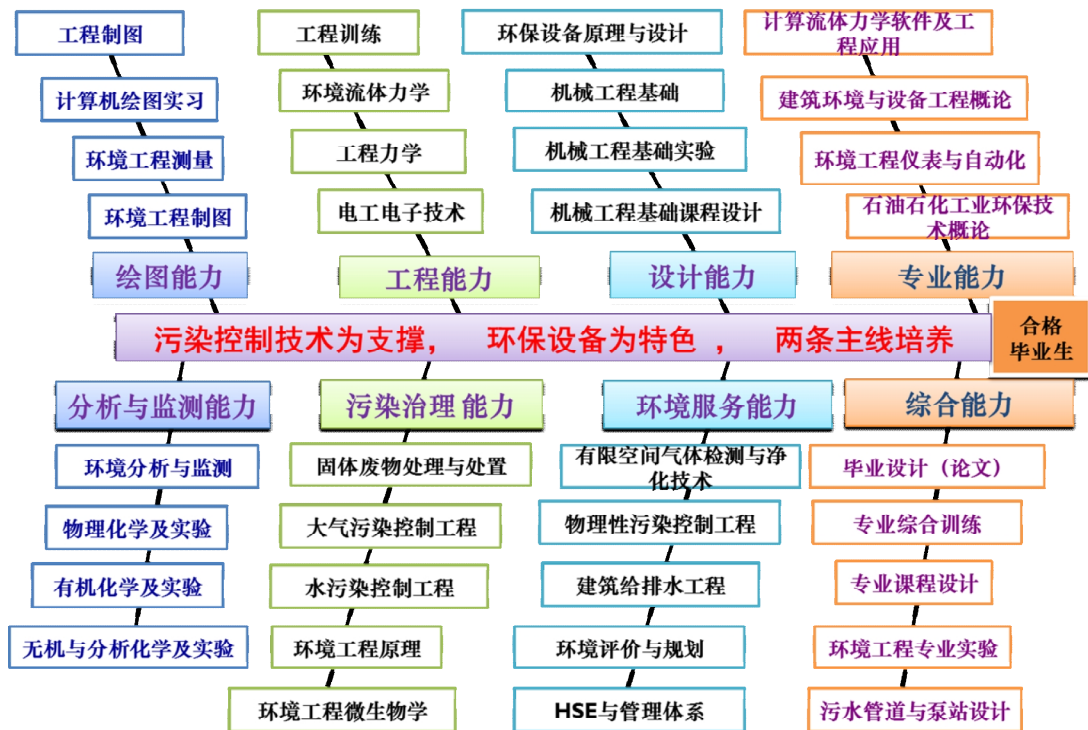 工程制图
工程训练
环保设备原理与设计
计算流体力学软件及工
程应用
计算机绘图实习
环境流体力学
机械工程基础
建筑环境与设备工程概论
环境工程测量
工程力学
机械工程基础实验
环境工程仪表与自动化
环境工程制图
电工电子技术
机械工程基础课程设计
石油石化工业环保技
术概论
绘图能力
工程能力
设计能力
专业能力
污染控制技术为支撑， 环保设备为特色 ， 两条主线培养
合格
毕业生
分析与监测能力
污染治理 能力
环境服务能力
综合能力
环境分析与监测
固体废物处理与处置
有限空间气体检测与净
化技术
毕业设计（论文）
物理化学及实验
大气污染控制工程
物理性污染控制工程
专业综合训练
有机化学及实验
水污染控制工程
建筑给排水工程
专业课程设计
无机与分析化学及实验
环境工程原理
环境评价与规划
环境工程专业实验
环境工程微生物学
HSE与管理体系
污水管道与泵站设计